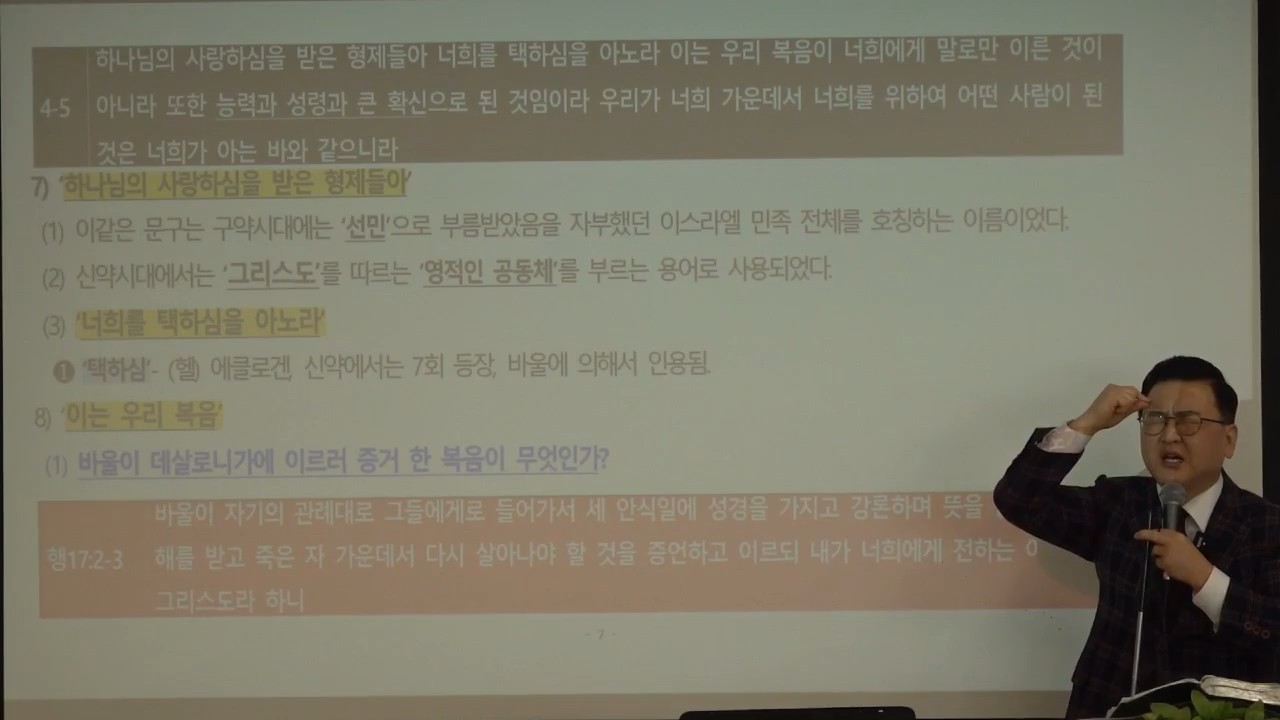 하나님의 사랑하심을 받은 형제들아 너희를 택하심을 아노라 이는 우리 복음이 너희에게 말로만 이른 것이
4-5 아니라 또한 능력과 성령과 큰 확신으로 된 것임이라 우리가 너희 가운데서 너희를 위하여 어떤 사람이 된
것은 너희가 아는 바와 같으니라
7) '하나님의 사랑하심을 받은 형제들아'
(1) 이같은 문구는 구약시대에는 '선민'으로 부름받았음을 자부했던 이스라엘 민족 전체를 호칭하는 이름이었다.
(2) 신약시대에서는 '그리스도'를 따르는 '영적인 공동체'를 부르는 용어로 사용되었다.
(3) '너희를 택하심을 아노라'
❶ '택하심'- (헬) 에클로겐, 신약에서는 7회 등장, 바울에 의해서 인용됨.
8) '이는 우리 복음'
(1) 바울이 데살로니가에 이르러 증거 한 복음이 무엇인가?
바울이 자기의 관례대로 그들에게로 들어가서 세 안식일에 성경을 가지고 강론하며 뜻을
행17:2-3 해를 받고 죽은 자 가운데서 다시 살아나야 할 것을 증언하고 이르되 내가 너희에게 전하는
그리스도라 하니
- 7 -